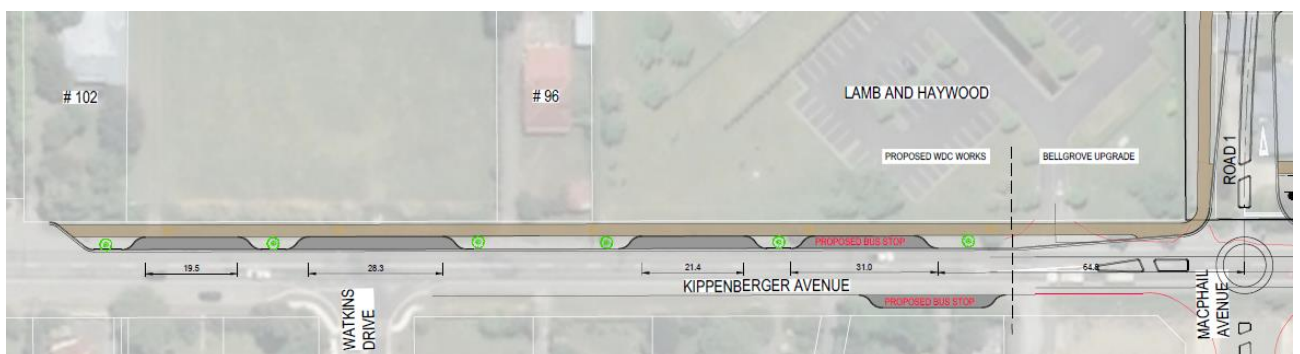 # 102
# 96
LAMB AND HAYWOOD
PROPOSED WDC WORKS
BELLGROVE UPGRADE
ROAD 1
PROPOSED BUS STOP
19.5
28.3
21.4
31.0
64.8
KIPPENBERGER AVENUE
PROPOSED BUS STOP
WATKINS
DRIVE
MACPHAIL
AVENUE